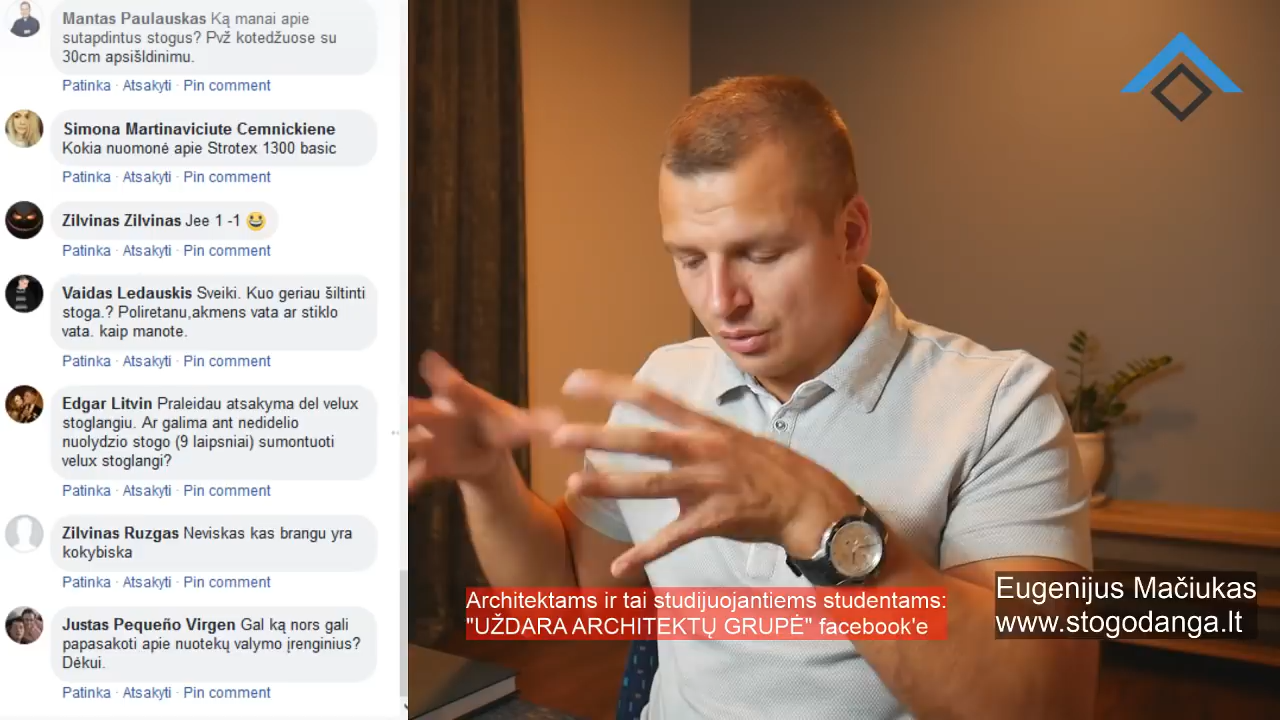 Mantas Paulauskas Ką manai apie
sutapdintus stogus? Pvž kotedžuose su
30cm apsišldinimu.
Patinka · Atsakyti · Pin comment
Simona Martinaviciute Cemnickiene
Kokia nuomonė apie Strotex 1300 basic
Patinka · Atsakyti · Pin comment
Zilvinas Zilvinas Jee 1 -1 😆
Patinka · Atsakyti · Pin comment
Vaidas Ledauskis Sveiki. Kuo geriau šiltinti
stoga.? Poliretanu,akmens vata ar stiklo
vata. kaip manote.
Patinka · Atsakyti · Pin comment
Edgar Litvin Praleidau atsakyma del velux
stoglangiu. Ar galima ant nedidelio
nuolydzio stogo (9 laipsniai) sumontuoti
velux stoglangi?
Patinka · Atsakyti · Pin comment
Zilvinas Ruzgas Neviskas kas brangu yra
kokybiska
Patinka · Atsakyti · Pin comment
Justas Pequeño Virgen Gal ką nors gali
papasakoti apie nuotekų valymo įrenginius?
Dėkui.
Patinka · Atsakyti · Pin comment
Architektams ir tai studijuojantiems studentams:
"UŽDARA ARCHITEKTŲ GRUPĖ" facebook'e
Eugenijus Mačiukas
www.stogodanga.lt